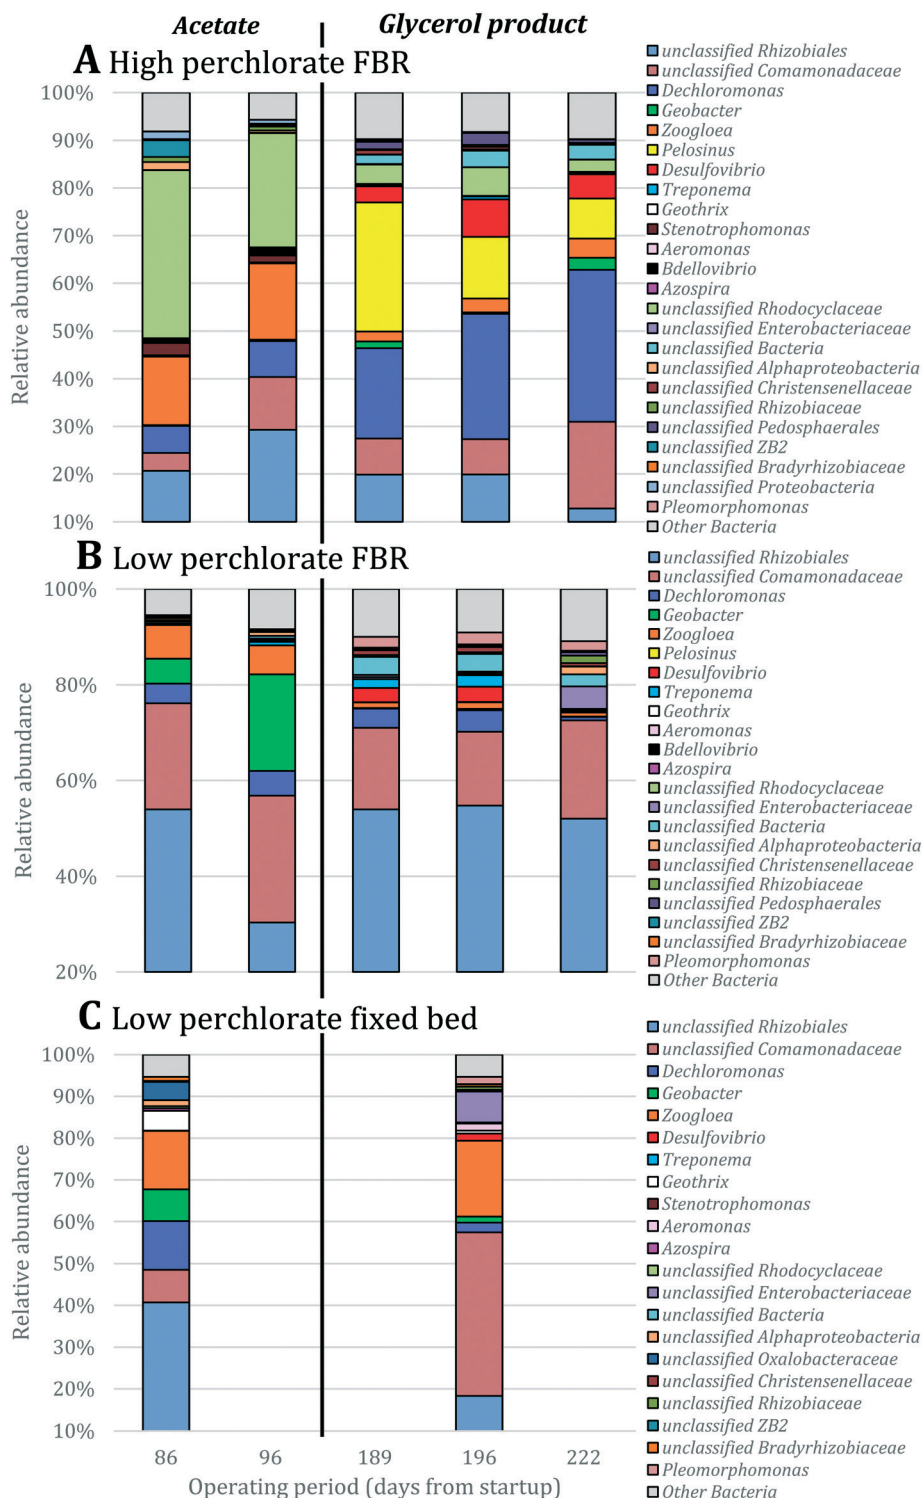 Acetate
Glycerol product
A High perchlorate FBR
100%
90%
80%
70%
60%
50%
40%
30%
20%
10%
Relative abundance
unclassified Rhizobiales
unclassified Comamonadaceae
Dechloromonas
Geobacter
Zoogloea
Pelosinus
Desulfovibrio
Treponema
Geothrix
Stenotrophomonas
Aeromonas
Bdellovibrio
Azospira
unclassified Rhodocyclaceae
unclassified Enterobacteriaceae
unclassified Bacteria
unclassified Alphaproteobacteria
unclassified Christensenellaceae
unclassified Rhizobiaceae
unclassified Pedosphaerales
unclassified ZB2
unclassified Bradyrhizobiaceae
unclassified Proteobacteria
Pleomorphomonas
Other Bacteria
B Low perchlorate FBR
100%
80%
60%
40%
20%
Relative abundance
unclassified Rhizobiales
unclassified Comamonadaceae
Dechloromonas
Geobacter
Zoogloea
Pelosinus
Desulfovibrio
Treponema
Geothrix
Aeromonas
Bdellovibrio
Azospira
unclassified Rhodocyclaceae
unclassified Enterobacteriaceae
unclassified Bacteria
unclassified Alphaproteobacteria
unclassified Christensenellaceae
unclassified Rhizobiaceae
unclassified Pedosphaerales
unclassified ZB2
unclassified Bradyrhizobiaceae
Pleomorphomonas
Other Bacteria
C Low perchlorate fixed bed
100%
90%
80%
70%
60%
50%
40%
30%
20%
10%
Relative abundance
unclassified Rhizobiales
unclassified Comamonadaceae
Dechloromonas
Geobacter
Zoogloea
Desulfovibrio
Treponema
Geothrix
Stenotrophomonas
Aeromonas
Azospira
unclassified Rhodocyclaceae
unclassified Enterobacteriaceae
unclassified Bacteria
unclassified Alphaproteobacteria
unclassified Oxalobacteraceae
unclassified Christensenellaceae
unclassified Rhizobiaceae
unclassified ZB2
unclassified Bradyrhizobiaceae
Pleomorphomonas
Other Bacteria
86 96 189 196 222
Operating period (days from startup)